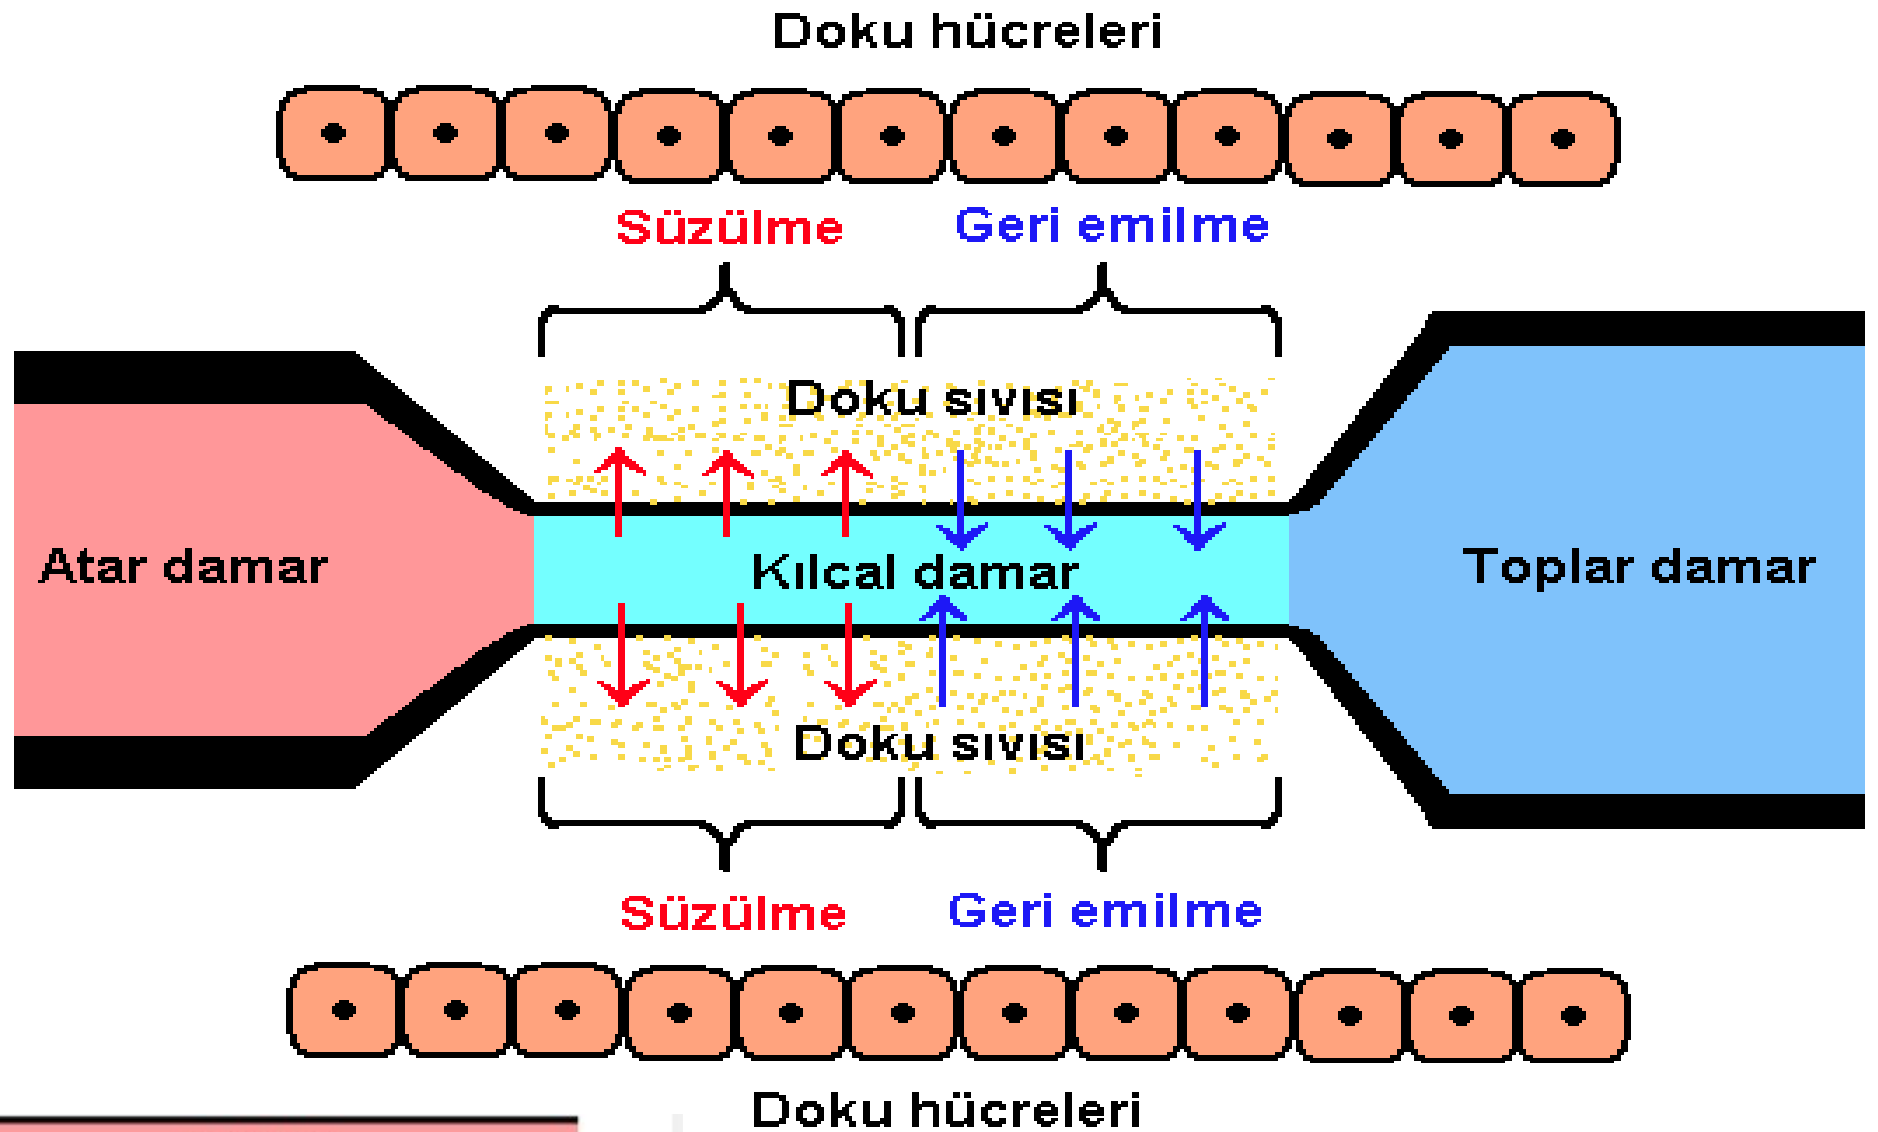 Doku hücreleri
Süzülme
Geri emilme
Doku sıvısı
Atar damar
Kılcal damar
Toplar damar
Doku sıvısı
Süzülme
Geri emilme
Doku hücreleri